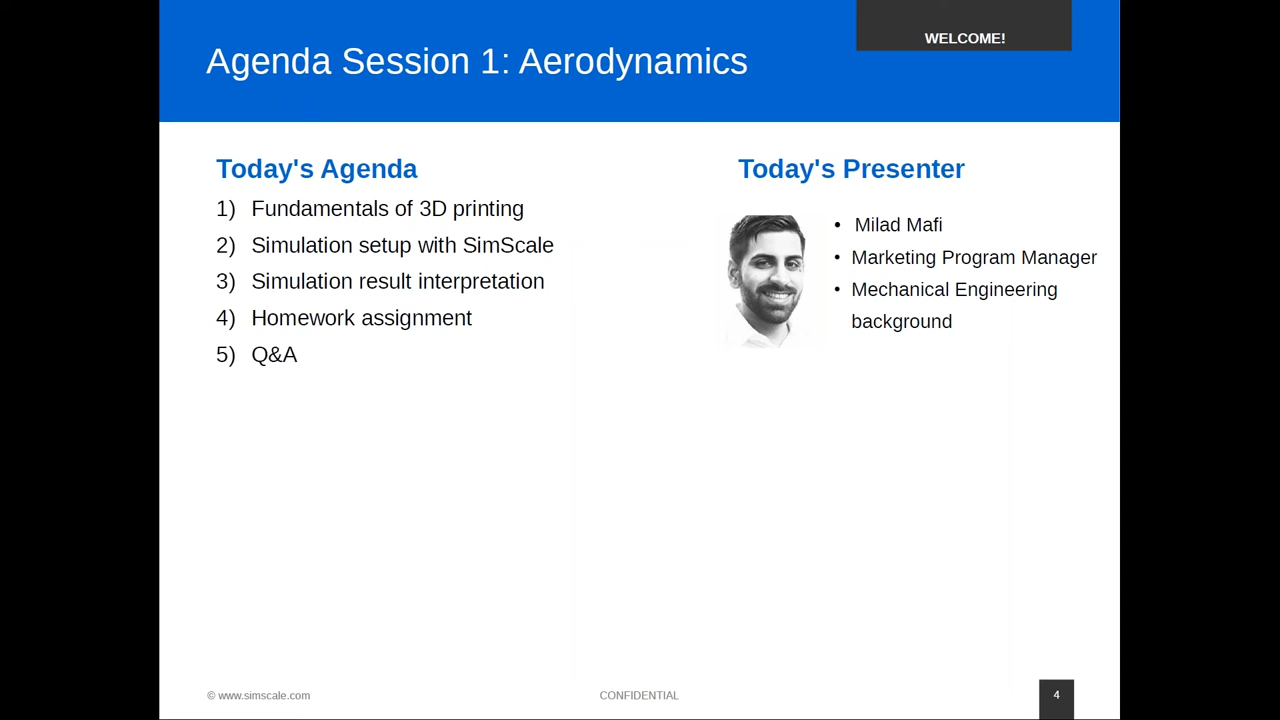 WELCOME!
Agenda Session 1: Aerodynamics
Today's Agenda
1) Fundamentals of 3D printing
2) Simulation setup with SimScale
3) Simulation result interpretation
4) Homework assignment
5) Q&A
Today's Presenter
• Milad Mafi
• Marketing Program Manager
• Mechanical Engineering
background
© www.simscale.com
CONFIDENTIAL
4